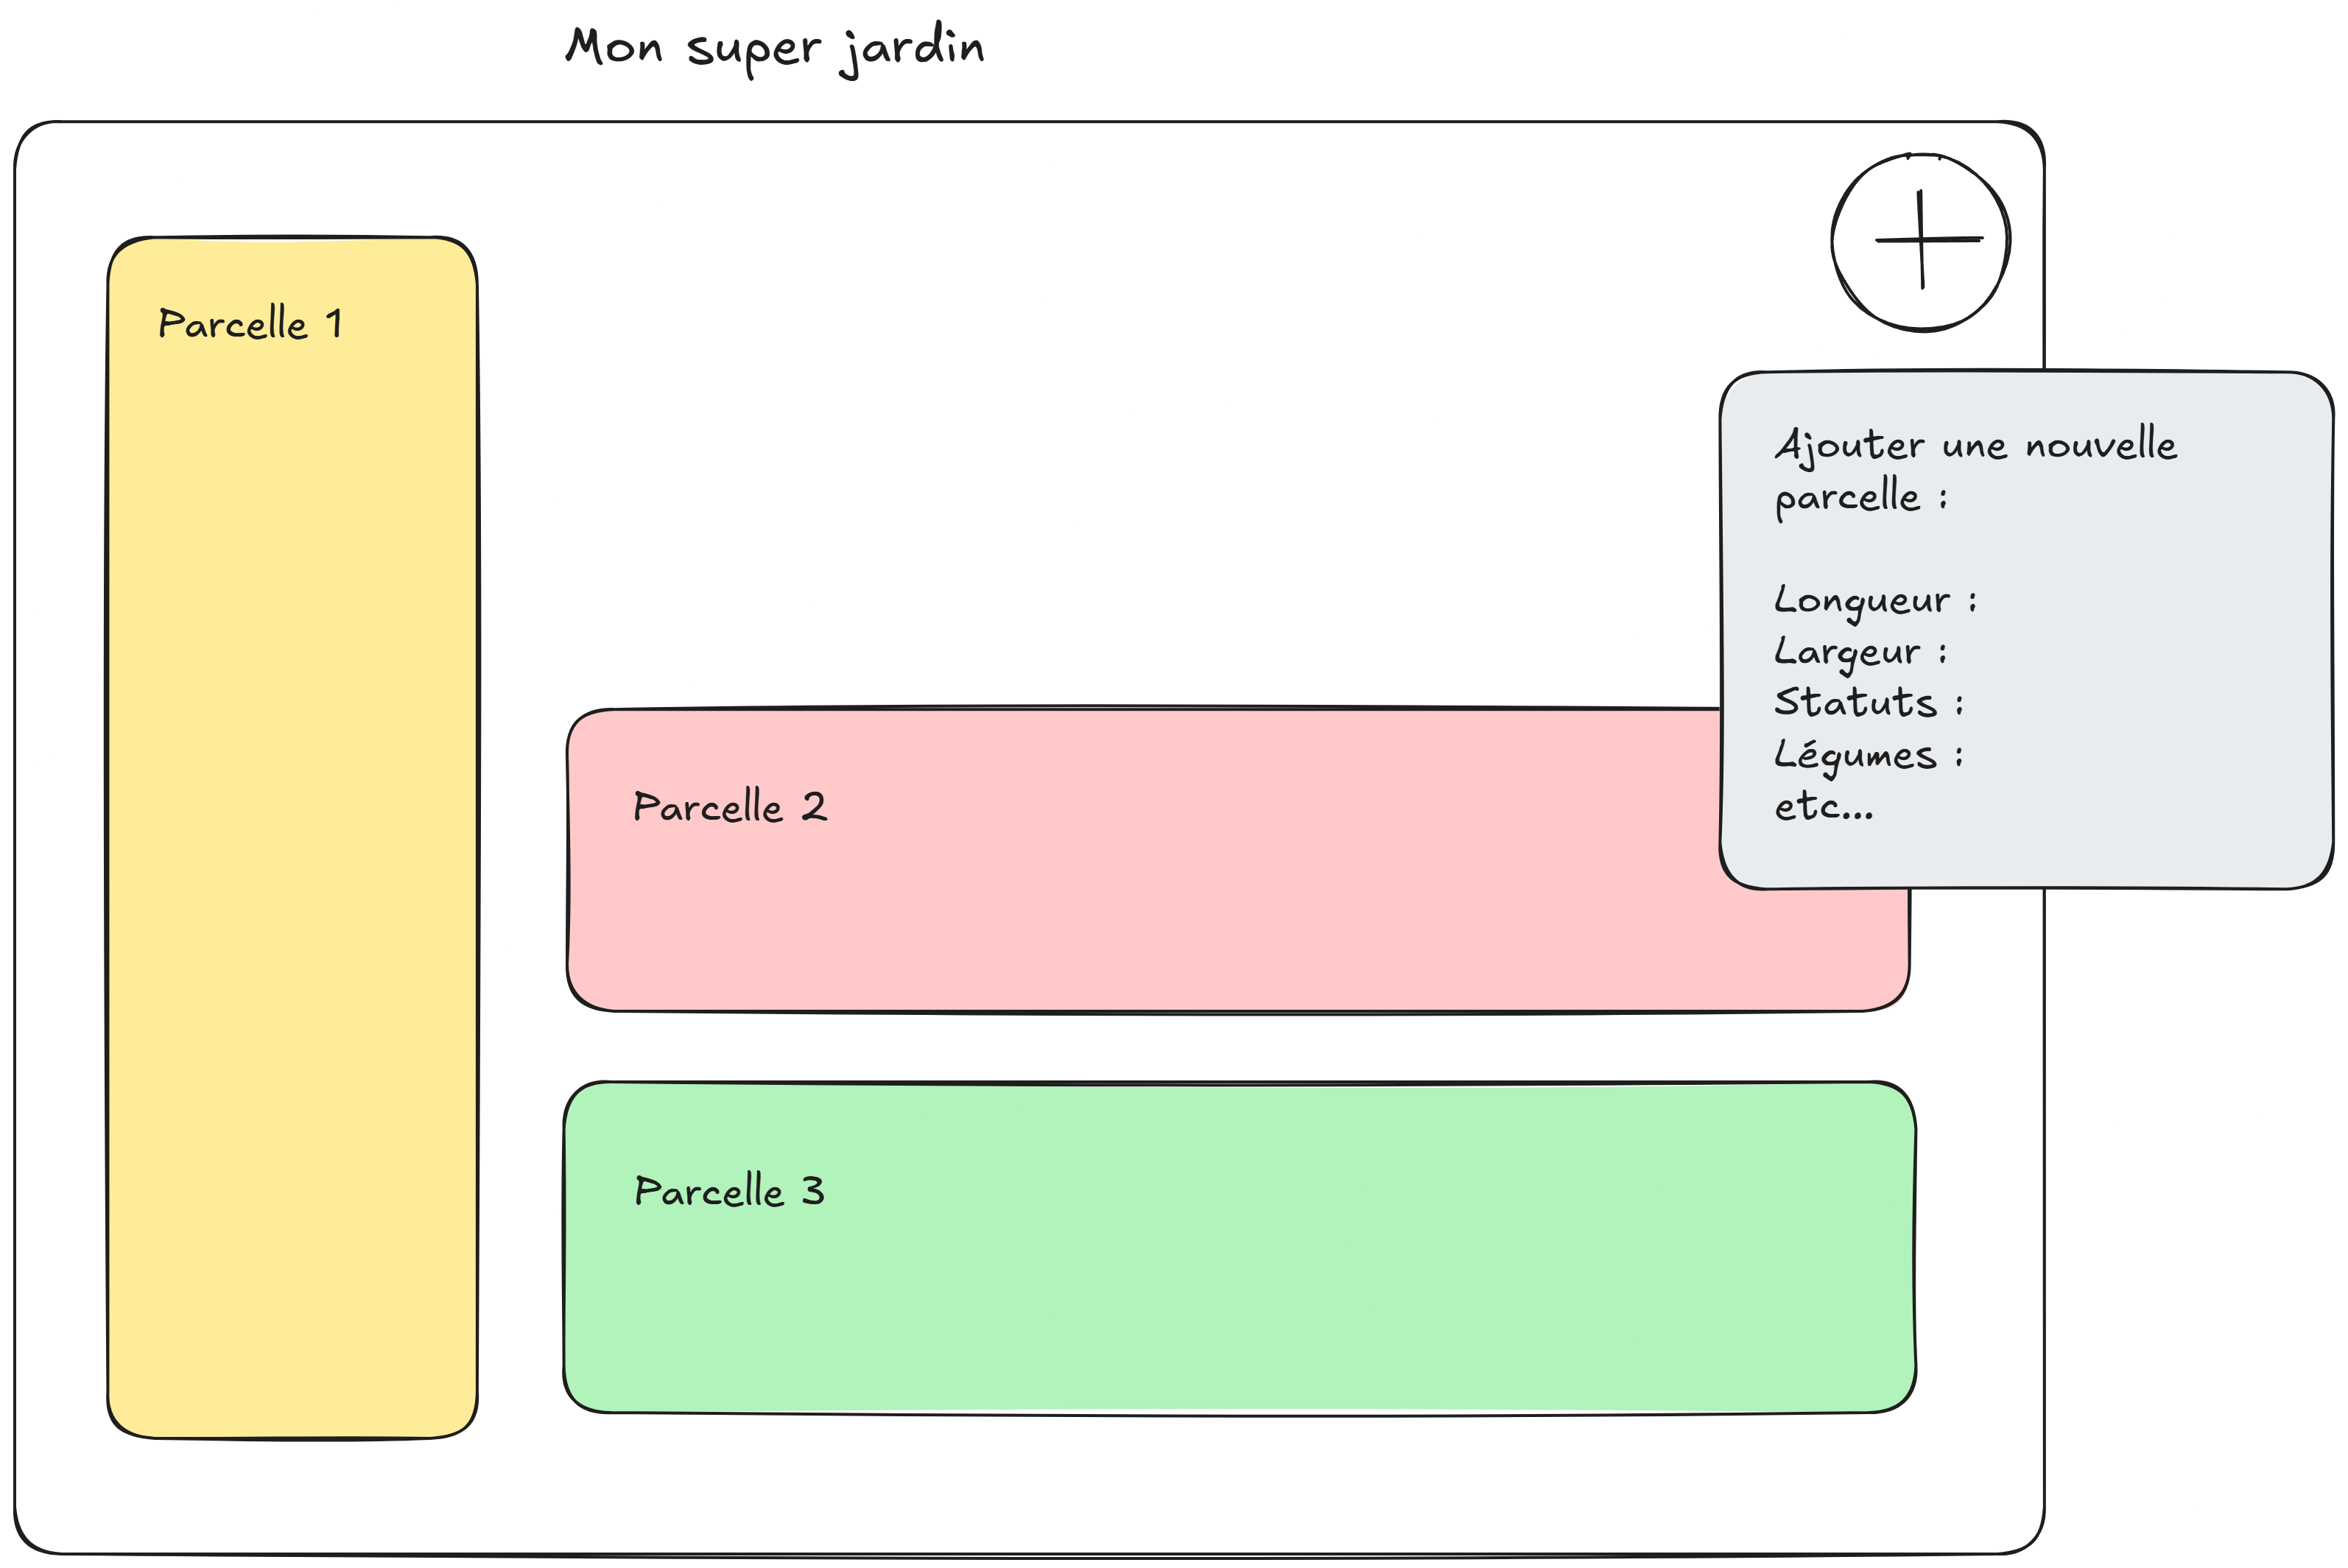 Mon super jardin
Parcelle 1
Ajouter une nouvelle
parcelle :
Longueur :
Largeur :
Statuts :
Légumes :
etc...
Parcelle 2
Parcelle 3